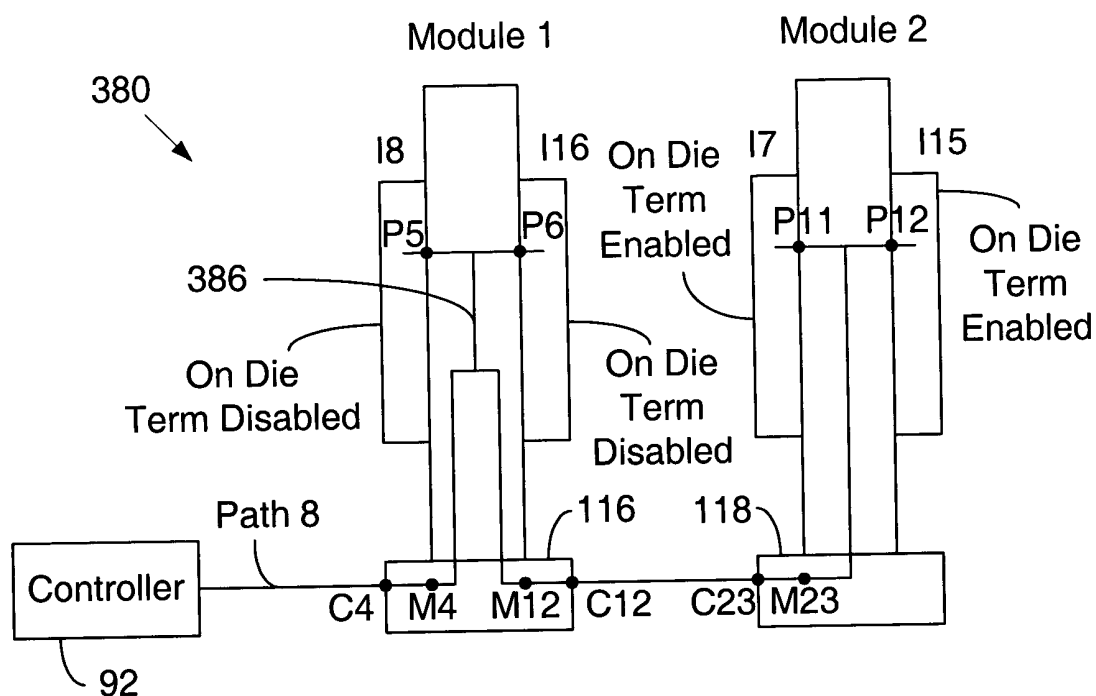 Module 1
Module 2
380
I8
I16
On Die
Term
Enabled
I7
I15
P5
P6
P11
P12
On Die
Term
Enabled
386
On Die
Term Disabled
On Die
Term
Disabled
Path 8
116
118
Controller
C4
M4
M12
C12
C23
M23
92